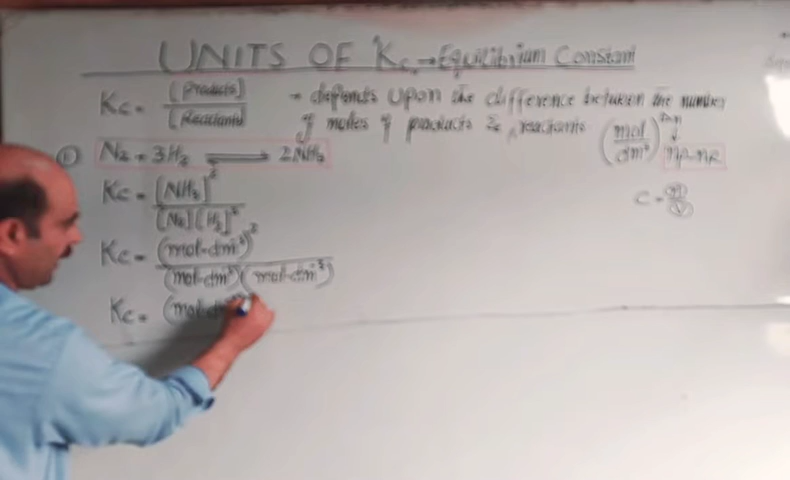 UNITS OF Kc → Equilibrium Constant
Kc = [Products] / [Reactants] → depends upon the difference between the number
of moles of products & reactants (mol/dm³)
nP-nR
① N₂ + 3H₂ ⇌ 2NH₃
C = n/V
Kc = [NH₃]² / [N₂][H₂]³
Kc = (mol·dm⁻³)² / (mol·dm⁻³)(mol·dm⁻³)³
Kc = (mol·dm